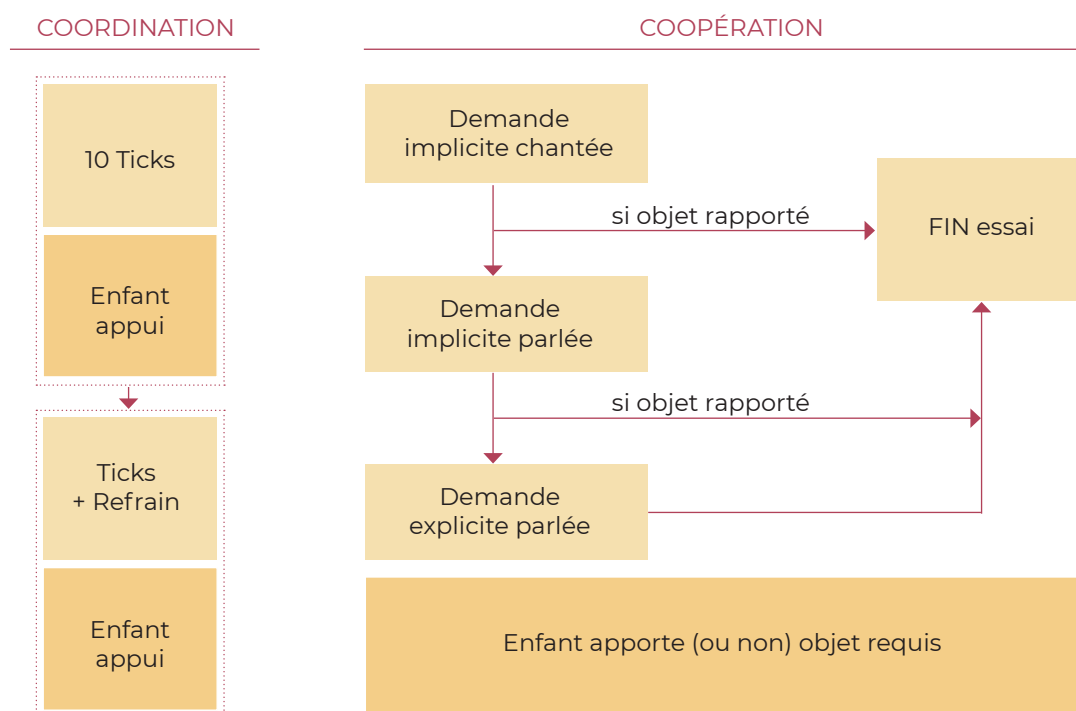 COORDINATION
10 Ticks
Enfant
appui
Ticks
+ Refrain
Enfant
appui
COOPÉRATION
Demande
implicite chantée
si objet rapporté
FIN essai
Demande
implicite parlée
si objet rapporté
Demande
explicite parlée
Enfant apporte (ou non) objet requis